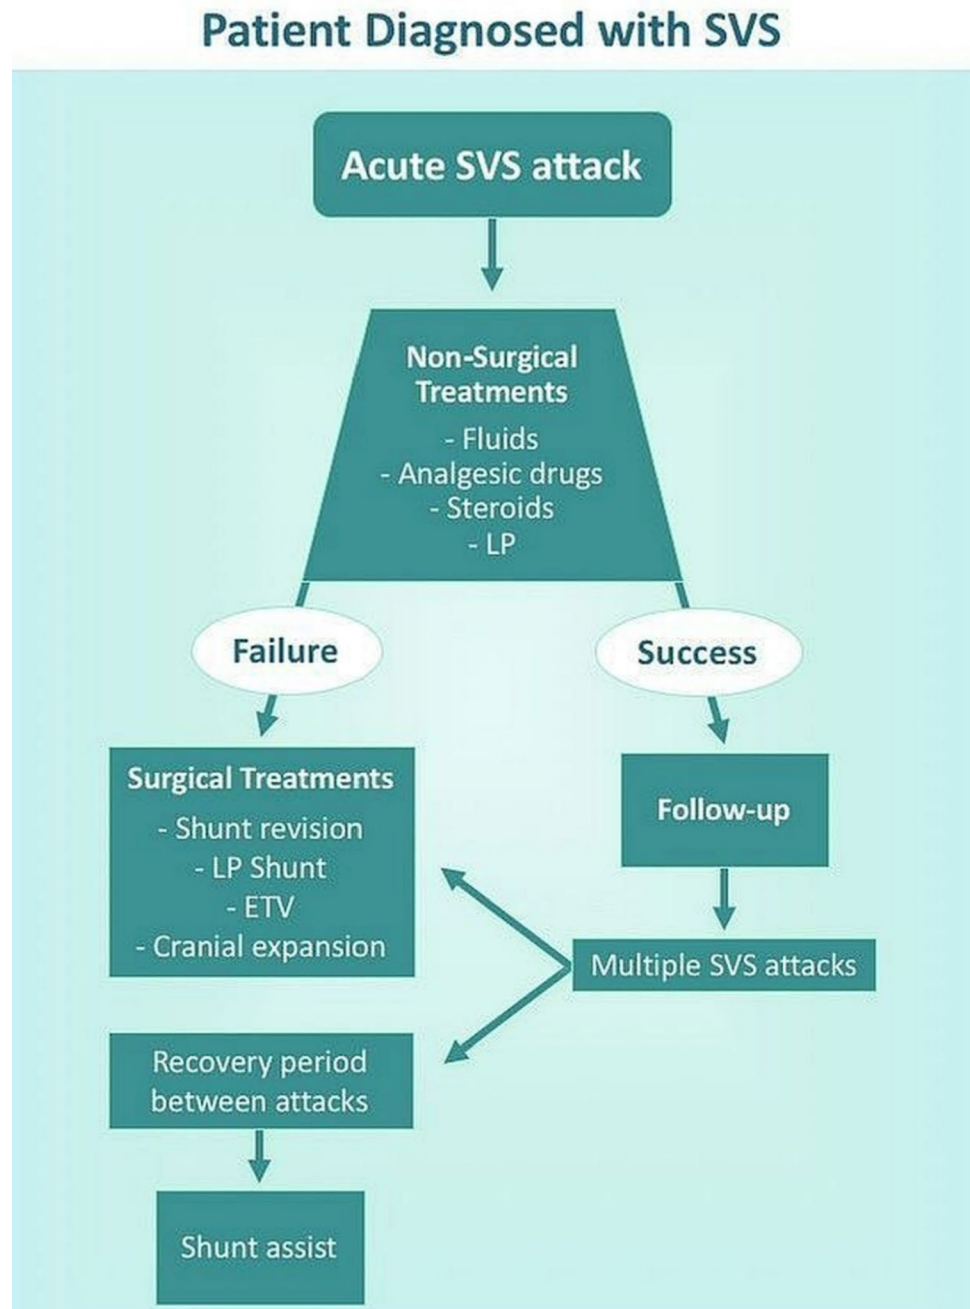 Patient Diagnosed with SVS
Acute SVS attack
Non-Surgical
Treatments
- Fluids
- Analgesic drugs
- Steroids
- LP
Failure
Success
Surgical Treatments
- Shunt revision
- LP Shunt
- ETV
- Cranial expansion
Follow-up
Multiple SVS attacks
Recovery period
between attacks
Shunt assist